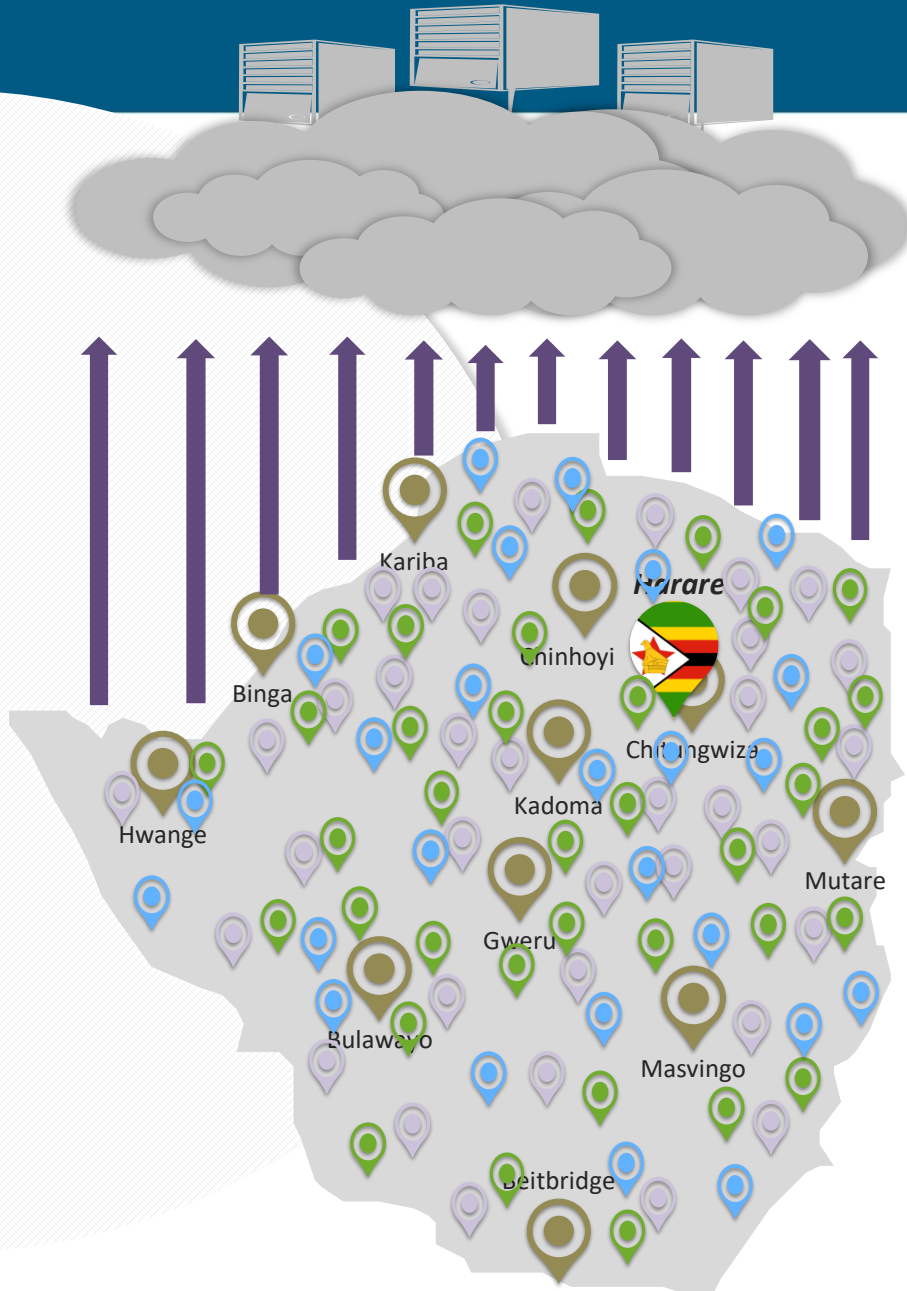 Kariba
Harare
Chinhoyi
Binga
Chitungwiza
Kadoma
Hwange
Mutare
Gweru
Bulawayo
Masvingo
Beitbridge